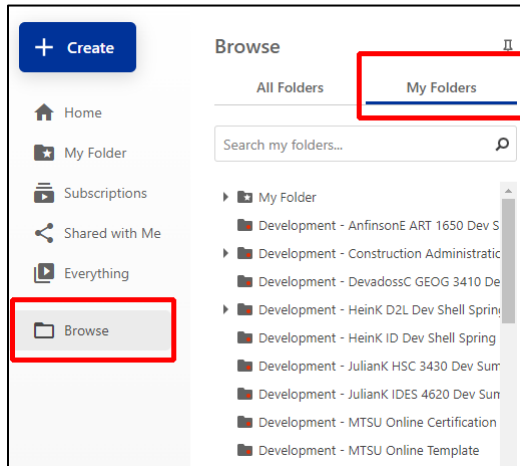 Create
Home
My Folder
Subscriptions
Shared with Me
Everything
Browse
Browse
All Folders
My Folders
Search my folders...
My Folder
Development - AnfinsonE ART 1650 Dev S
Development - Construction Administratic
Development - DevadossC GEOG 3410 De
Development - HeinK D2L Dev Shell Spring
Development - HeinK ID Dev Shell Spring
Development - JulianK HSC 3430 Dev Sum
Development - JulianK IDES 4620 Dev Sum
Development - MTSU Online Certification
Development - MTSU Online Template